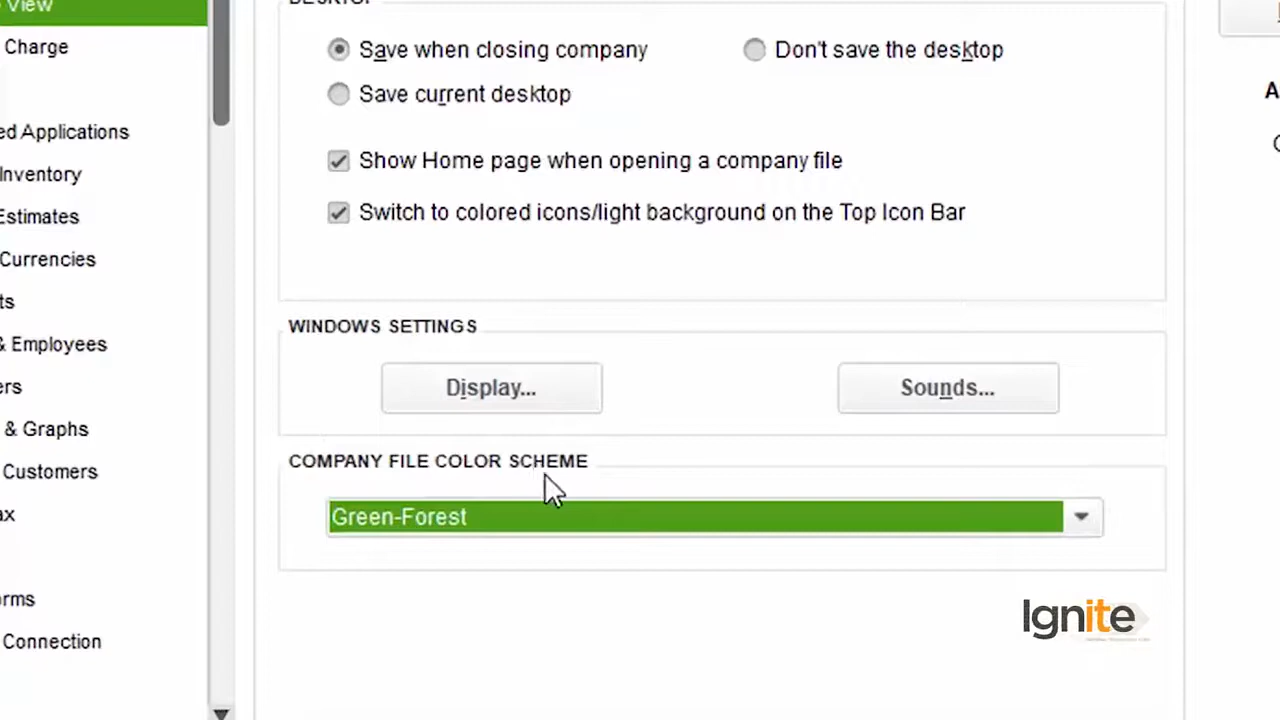 View
Charge
ed Applications
Inventory
Estimates
Currencies
ts
& Employees
ers
& Graphs
Customers
ax
orms
Connection
DESKTOP
Save when closing company
Don't save the desktop
Save current desktop
Show Home page when opening a company file
Switch to colored icons/light background on the Top Icon Bar
WINDOWS SETTINGS
Display...
Sounds...
COMPANY FILE COLOR SCHEME
Green-Forest
A
Ignite